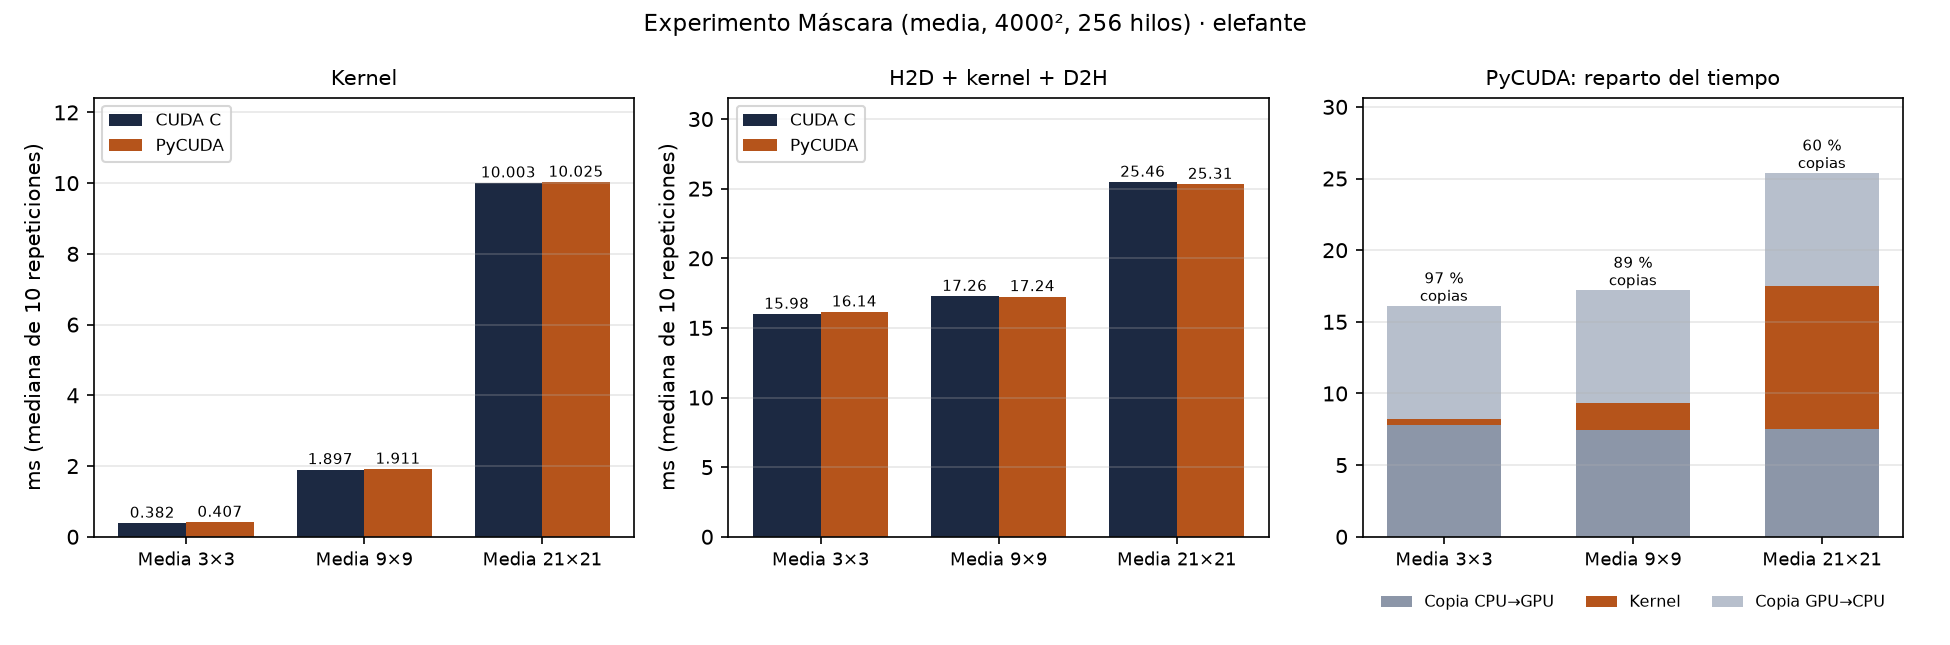 Experimento Máscara (media, 4000², 256 hilos) · elefante
Kernel
ms (mediana de 10 repeticiones)
12
10
8
6
4
2
0
CUDA C
PyCUDA
0.382
0.407
1.897
1.911
10.003
10.025
Media 3×3
Media 9×9
Media 21×21
H2D + kernel + D2H
ms (mediana de 10 repeticiones)
30
25
20
15
10
5
0
CUDA C
PyCUDA
15.98
16.14
17.26
17.24
25.46
25.31
Media 3×3
Media 9×9
Media 21×21
PyCUDA: reparto del tiempo
30
25
20
15
10
5
0
97 %
copias
89 %
copias
60 %
copias
Media 3×3
Media 9×9
Media 21×21
Copia CPU→GPU
Kernel
Copia GPU→CPU